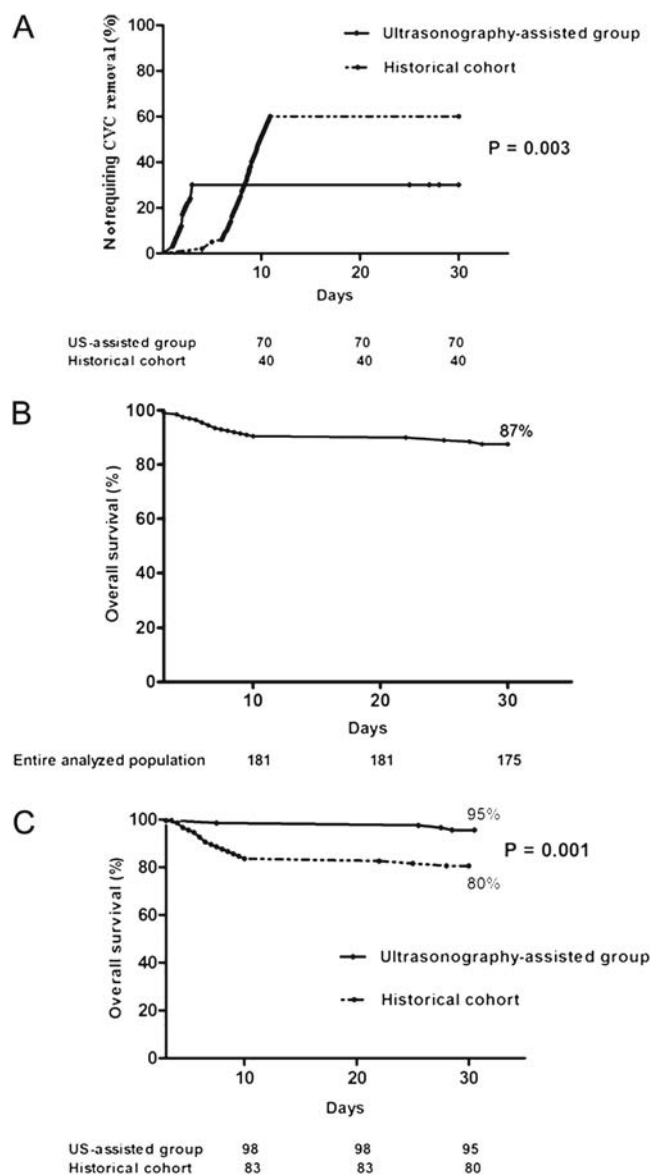 A
Ultrasonography-assisted group
Historical cohort
Not requiring CVC removal (%)
100
80
60
40
20
0
P = 0.003
10 20 30
Days
US-assisted group 70 70 70
Historical cohort 40 40 40
B
Overall survival (%)
100
80
60
40
20
0
87%
10 20 30
Days
Entire analyzed population 181 181 175
C
Overall survival (%)
100
80
60
40
20
0
95%
P = 0.001
80%
Ultrasonography-assisted group
Historical cohort
10 20 30
Days
US-assisted group 98 98 95
Historical cohort 83 83 80